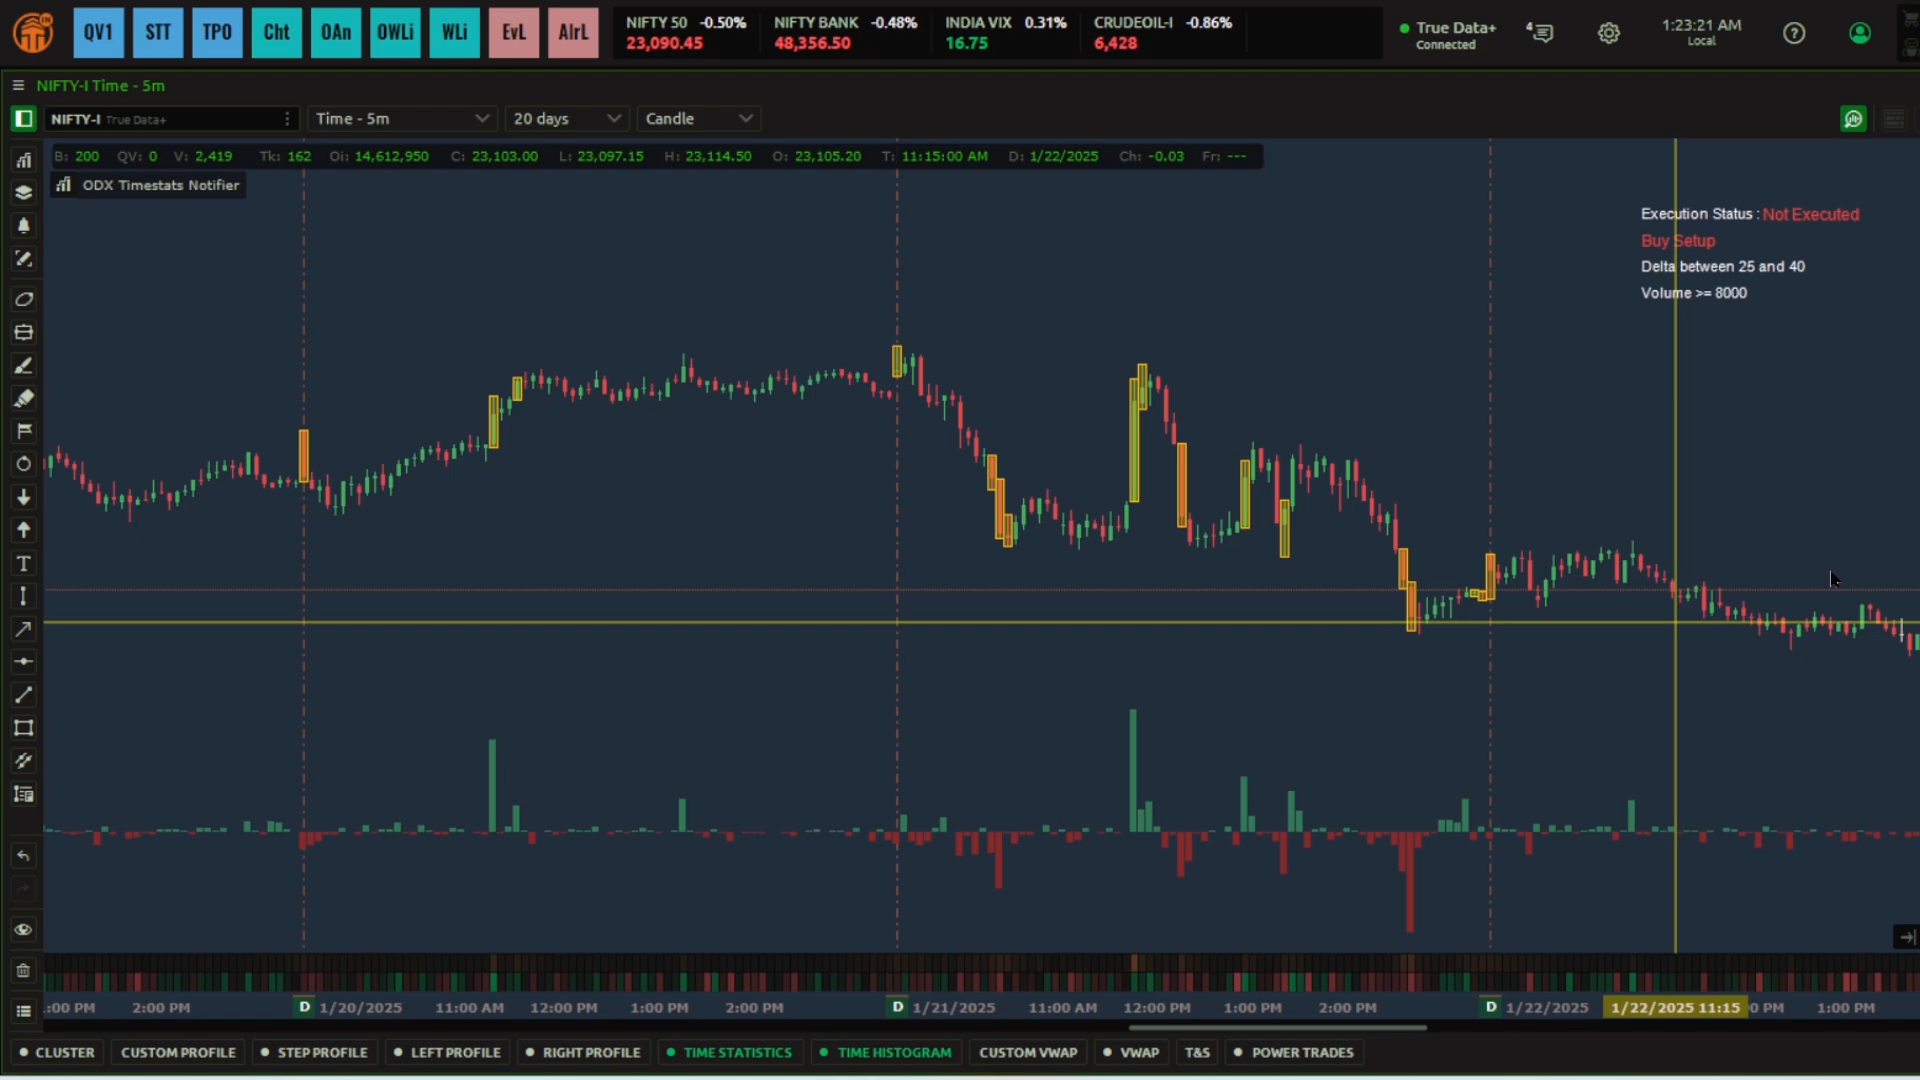 QV1 STT TPO Cht OAn OWLi WLi EvL AlrL
NIFTY 50 -0.50% NIFTY BANK -0.48% INDIA VIX 0.31% CRUDEOIL-I -0.86%
23,090.45 48,356.50 16.75 6,428
True Data+
Connected
4
1:23:21 AM
Local
NIFTY-I Time - 5m
NIFTY-I True Data+ Time - 5m 20 days Candle
B: 200 QV: 0 V: 2,419 Tk: 162 Oi: 14,612,950 C: 23,103.00 L: 23,097.15 H: 23,114.50 O: 23,105.20 T: 11:15:00 AM D: 1/22/2025 Ch: -0.03 Fr: ---
ODX Timestats Notifier
Execution Status : Not Executed
Buy Setup
Delta between 25 and 40
Volume >= 8000
:00 PM 2:00 PM D 1/20/2025 11:00 AM 12:00 PM 1:00 PM 2:00 PM D 1/21/2025 11:00 AM 12:00 PM 1:00 PM 2:00 PM D 1/22/2025 1/22/2025 11:15 0 PM 1:00 PM
CLUSTER CUSTOM PROFILE STEP PROFILE LEFT PROFILE RIGHT PROFILE TIME STATISTICS TIME HISTOGRAM CUSTOM VWAP VWAP T&S POWER TRADES